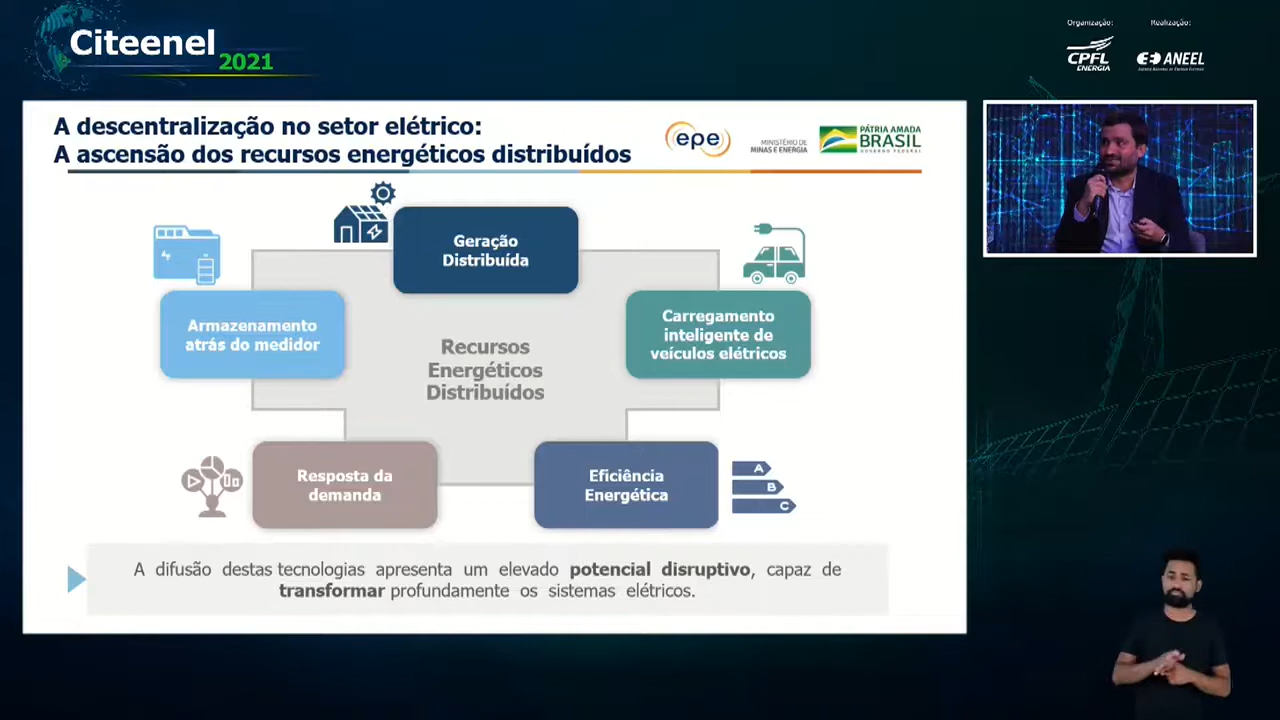 Citeenel
2021
Organização:
Realização:
CPFL
ENERGIA
ANEEL
A descentralização no setor elétrico:
A ascensão dos recursos energéticos distribuídos
epe
MINISTÉRIO DE
MINAS E ENERGIA
PÁTRIA AMADA
BRASIL
GOVERNO FEDERAL
Geração
Distribuída
Armazenamento
atrás do medidor
Carregamento
inteligente de
veículos elétricos
Recursos
Energéticos
Distribuídos
Resposta da
demanda
Eficiência
Energética
A
B
C
A difusão destas tecnologias apresenta um elevado potencial disruptivo, capaz de
transformar profundamente os sistemas elétricos.